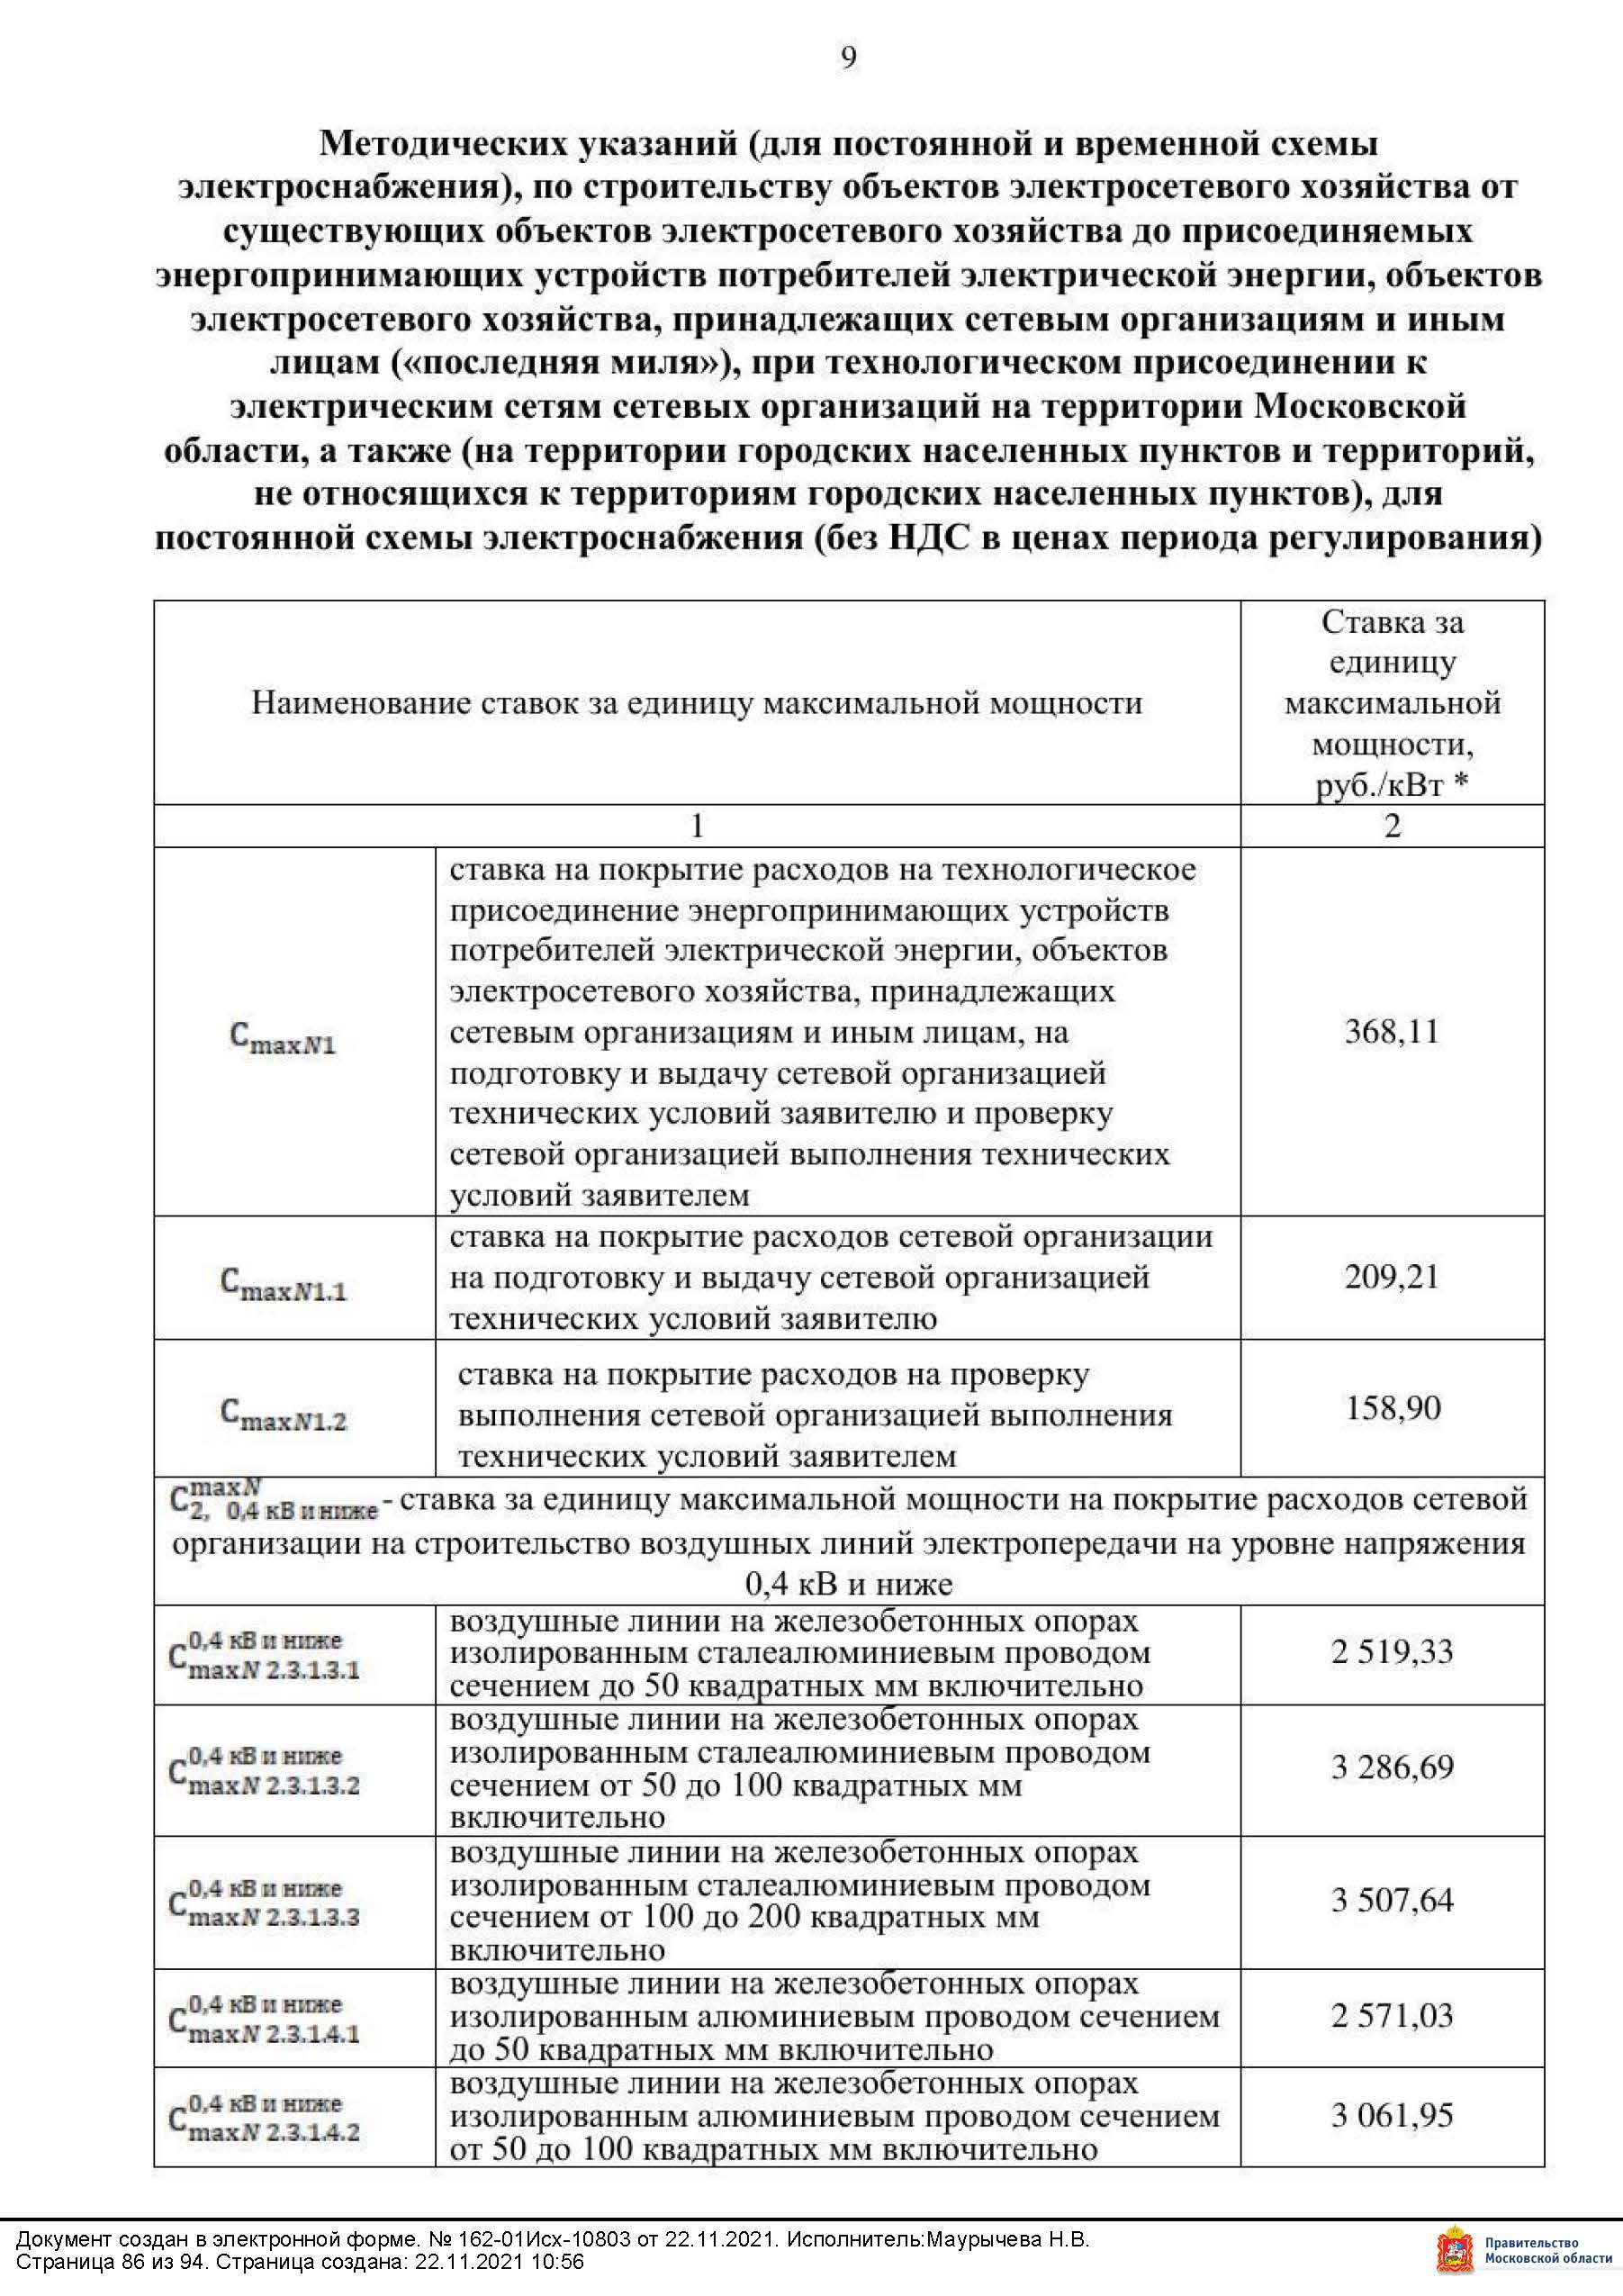 9
Методических указаний (для постоянной и временной схемы
электроснабжения), по строительству объектов электросетевого хозяйства от
существующих объектов электросетевого хозяйства до присоединяемых
энергопринимающих устройств потребителей электрической энергии, объектов
электросетевого хозяйства, принадлежащих сетевым организациям и иным
лицам («последняя миля»), при технологическом присоединении к
электрическим сетям сетевых организаций на территории Московской
области, а также (на территории городских населенных пунктов и территорий,
не относящихся к территориям городских населенных пунктов), для
постоянной схемы электроснабжения (без НДС в ценах периода регулирования)
Наименование ставок за единицу максимальной мощности
Ставка за
единицу
максимальной
мощности,
руб./кВт *
1
2
CmaxN1
ставка на покрытие расходов на технологическое
присоединение энергопринимающих устройств
потребителей электрической энергии, объектов
электросетевого хозяйства, принадлежащих
сетевым организациям и иным лицам, на
подготовку и выдачу сетевой организацией
технических условий заявителю и проверку
сетевой организацией выполнения технических
условий заявителем
368,11
CmaxN1.1
ставка на покрытие расходов сетевой организации
на подготовку и выдачу сетевой организацией
технических условий заявителю
209,21
CmaxN1.2
ставка на покрытие расходов на проверку
выполнения сетевой организацией выполнения
технических условий заявителем
158,90
C maxN 2, 0,4 кВ и ниже - ставка за единицу максимальной мощности на покрытие расходов сетевой
организации на строительство воздушных линий электропередачи на уровне напряжения
0,4 кВ и ниже
C 0,4 кВ и ниже maxN 2.3.1.3.1
воздушные линии на железобетонных опорах
изолированным сталеалюминиевым проводом
сечением до 50 квадратных мм включительно
2 519,33
C 0,4 кВ и ниже maxN 2.3.1.3.2
воздушные линии на железобетонных опорах
изолированным сталеалюминиевым проводом
сечением от 50 до 100 квадратных мм
включительно
3 286,69
C 0,4 кВ и ниже maxN 2.3.1.3.3
воздушные линии на железобетонных опорах
изолированным сталеалюминиевым проводом
сечением от 100 до 200 квадратных мм
включительно
3 507,64
C 0,4 кВ и ниже maxN 2.3.1.4.1
воздушные линии на железобетонных опорах
изолированным алюминиевым проводом сечением
до 50 квадратных мм включительно
2 571,03
C 0,4 кВ и ниже maxN 2.3.1.4.2
воздушные линии на железобетонных опорах
изолированным алюминиевым проводом сечением
от 50 до 100 квадратных мм включительно
3 061,95
Документ создан в электронной форме. № 162-01Исх-10803 от 22.11.2021. Исполнитель:Маурычева Н.В.
Страница 86 из 94. Страница создана: 22.11.2021 10:56
Правительство
Московской области